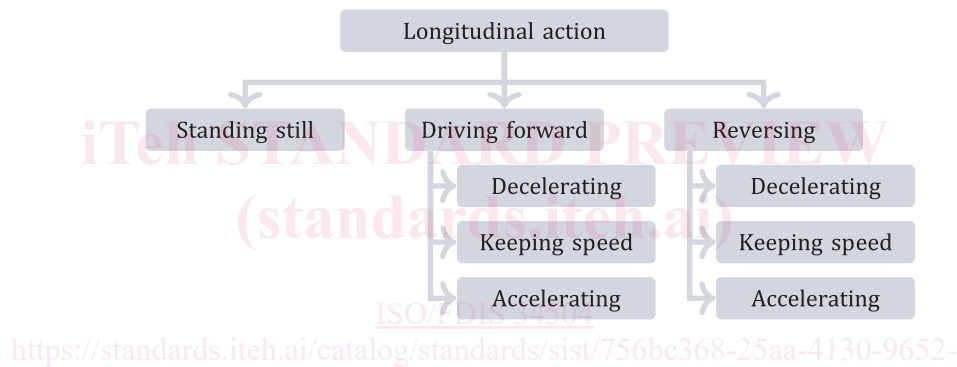 Longitudinal action
Standing still
Driving forward
Reversing
iTeh STANDARD PREVIEW
Decelerating
Decelerating
(standards.iteh.ai)
Keeping speed
Keeping speed
Accelerating
Accelerating
ISO/FDIS 34504
https://standards.iteh.ai/catalog/standards/sist/756bc368-25aa-4130-9652-